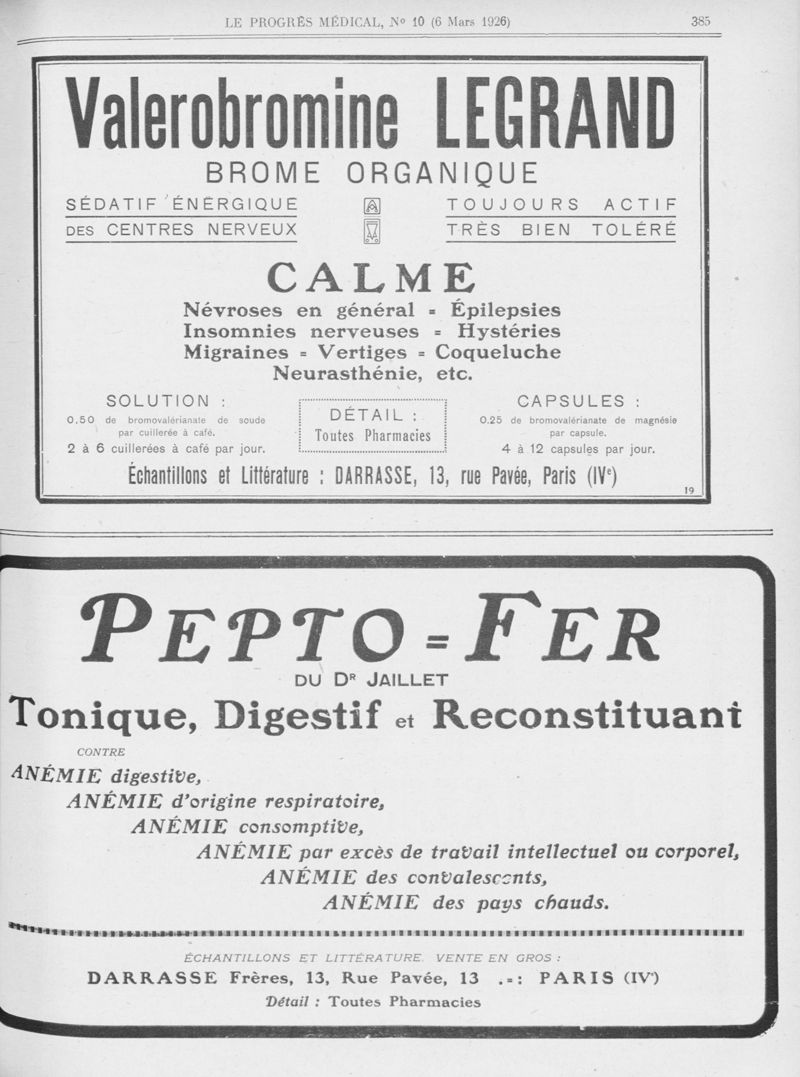 LE PROGRÈS MÉDICAL, No 10 (6 Mars 1926) 385
Valerobromine LEGRAND
BROME ORGANIQUE
SÉDATIF ÉNERGIQUE
DES CENTRES NERVEUX
TOUJOURS ACTIF
TRÈS BIEN TOLÉRÉ
CALME
Névroses en général = Épilepsies
Insomnies nerveuses = Hystéries
Migraines = Vertiges = Coqueluche
Neurasthénie, etc.
SOLUTION :
0,50 de bromovalérianate de soude
par cuillerée à café.
2 à 6 cuillerées à café par jour.
DÉTAIL :
Toutes Pharmacies
CAPSULES :
0.25 de bromovalérianate de magnésie
par capsule.
4 à 12 capsules par jour.
Échantillons et Littérature : DARRASSE, 13, rue Pavée, Paris (IVe)
19
PEPTO=FER
DU DR JAILLET
Tonique, Digestif et Reconstituant
CONTRE
ANÉMIE digestive,
ANÉMIE d'origine respiratoire,
ANÉMIE consomptive,
ANÉMIE par excès de travail intellectuel ou corporel,
ANÉMIE des convalescents,
ANÉMIE des pays chauds.
ÉCHANTILLONS ET LITTÉRATURE. VENTE EN GROS :
DARRASSE Frères, 13, Rue Pavée, 13 .=: PARIS (IVe)
Détail : Toutes Pharmacies